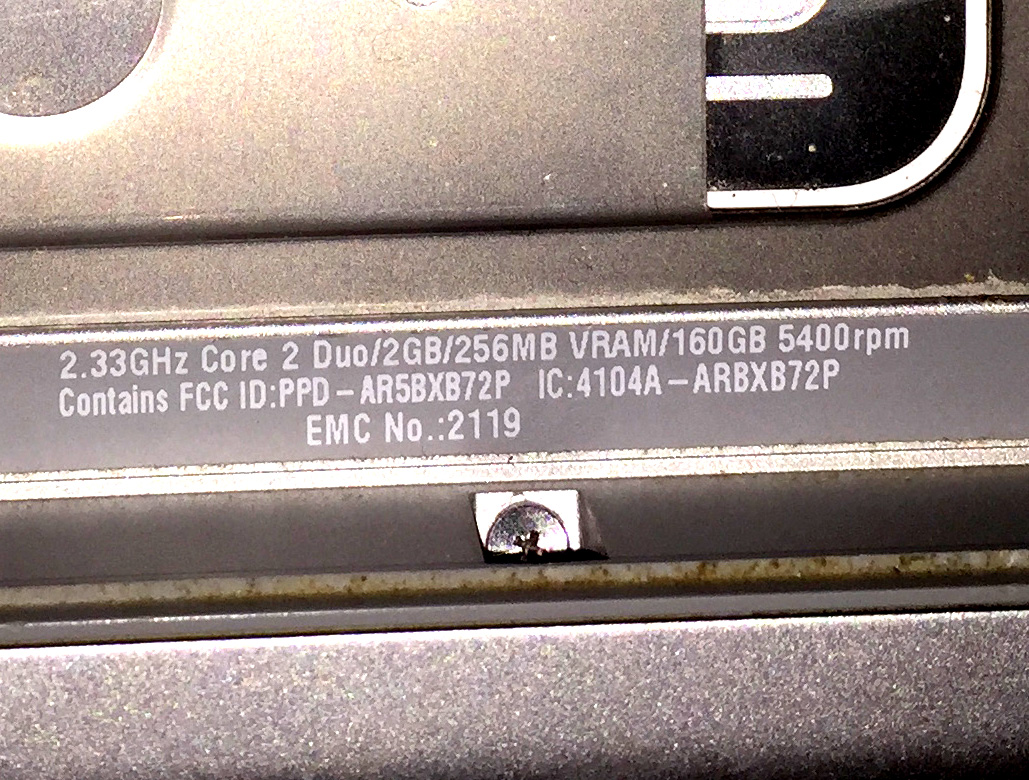 2.33GHz Core 2 Duo/2GB/256MB VRAM/160GB 5400rpm
Contains FCC ID:PPD-AR5BXB72P IC:4104A-ARBXB72P
EMC No.:2119